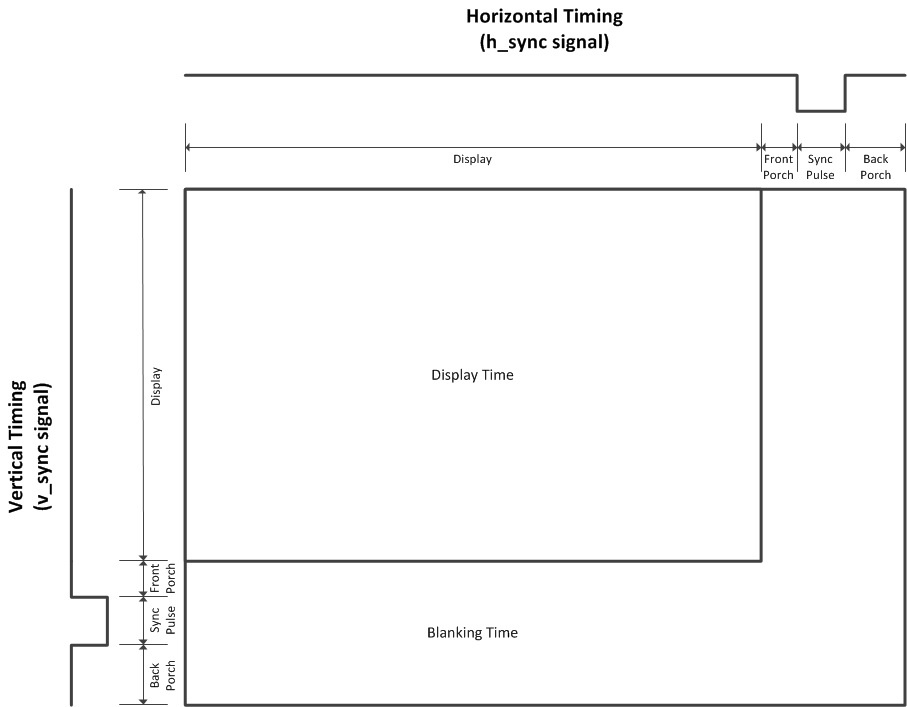 Horizontal Timing
(h_sync signal)
Display
Front
Porch
Sync
Pulse
Back
Porch
Vertical Timing
(v_sync signal)
Display
Front
Porch
Sync
Pulse
Back
Porch
Display Time
Blanking Time